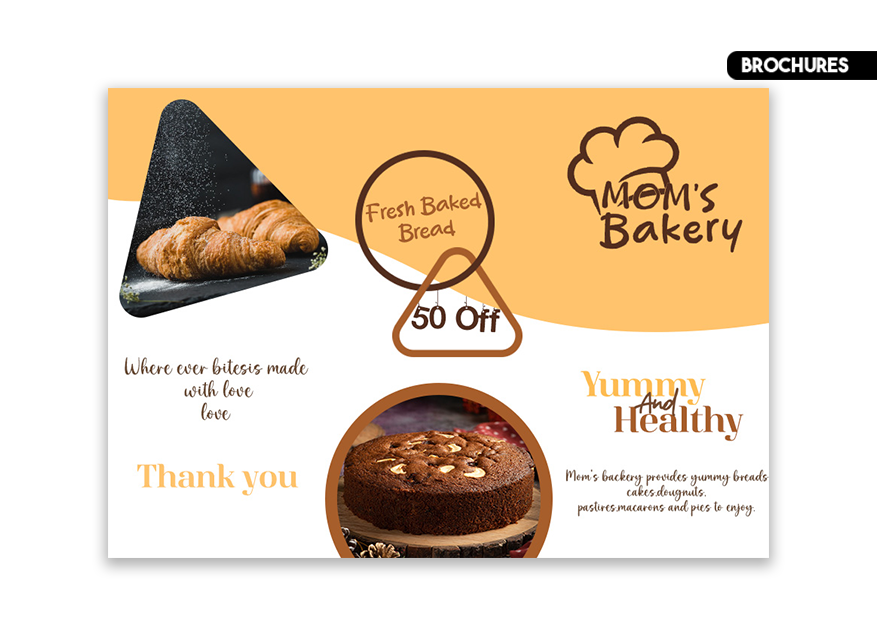 BROCHURES
Fresh Baked
Bread
50 Off
MOM'S
Bakery
Where ever bitesis made
with love
love
Thank you
Yummy
And
Healthy
Mom's backery provides yummy breads
cakes,dougnuts.
pastires,macarons and pies to enjoy.